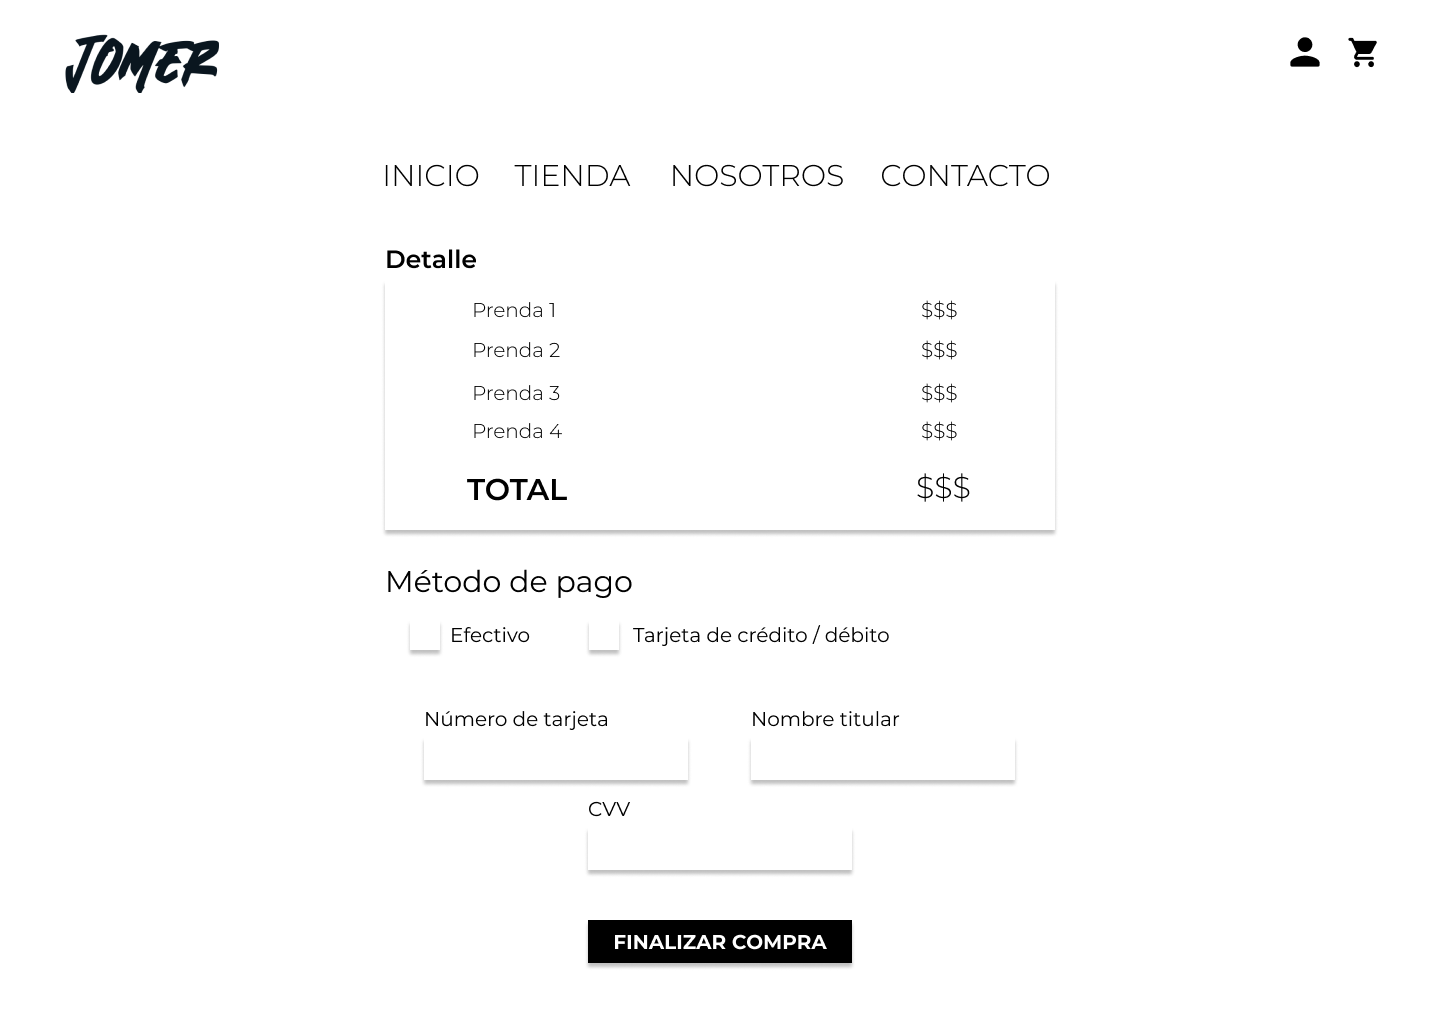 JOMER
INICIO TIENDA NOSOTROS CONTACTO
Detalle
Prenda 1 $$$
Prenda 2 $$$
Prenda 3 $$$
Prenda 4 $$$
TOTAL $$$
Método de pago
Efectivo Tarjeta de crédito / débito
Número de tarjeta Nombre titular
CVV
FINALIZAR COMPRA